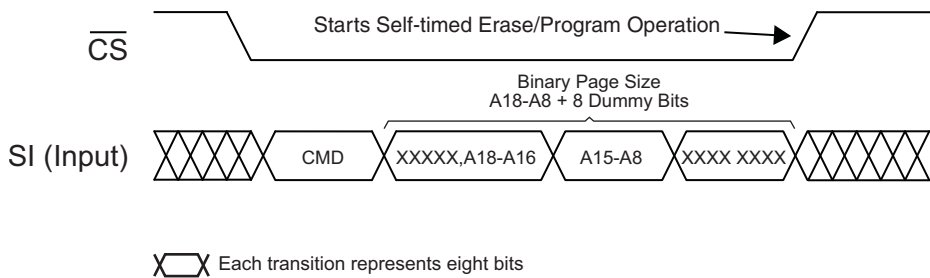 Starts Self-timed Erase/Program Operation
CS
Binary Page Size
A18-A8 + 8 Dummy Bits
SI (Input)
CMD
XXXXX,A18-A16
A15-A8
XXXX XXXX
Each transition represents eight bits